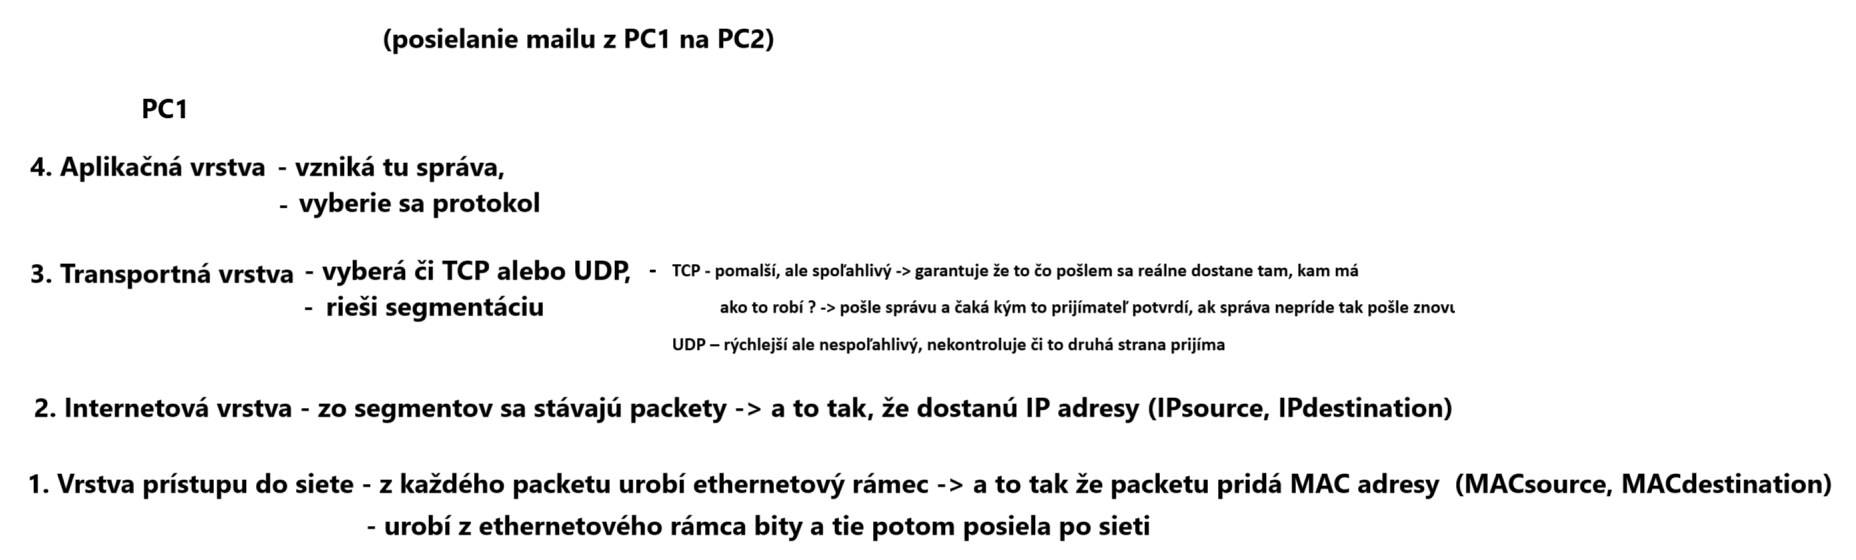 (posielanie mailu z PC1 na PC2)
PC1
4. Aplikačná vrstva - vzniká tu správa,
- vyberie sa protokol
3. Transportná vrstva - vyberá či TCP alebo UDP, - TCP - pomalší, ale spoľahlivý -> garantuje že to čo pošlem sa reálne dostane tam, kam má
- rieši segmentáciu ako to robí ? -> pošle správu a čaká kým to prijímateľ potvrdí, ak správa nepríde tak pošle znovu
UDP – rýchlejší ale nespoľahlivý, nekontroluje či to druhá strana prijíma
2. Internetová vrstva - zo segmentov sa stávajú packety -> a to tak, že dostanú IP adresy (IPsource, IPdestination)
1. Vrstva prístupu do siete - z každého packetu urobí ethernetový rámec -> a to tak že packetu pridá MAC adresy (MACsource, MACdestination)
- urobí z ethernetového rámca bity a tie potom posiela po sieti